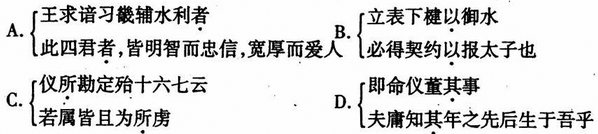 A.{王求谙习畿辅水利者 B.{立表下楗以御水
此四君者,皆明智而忠信,宽厚而爱人 必得契约以报太子也
C.{仪所勘定殆十六七云 D.{即命仪董其事
若属皆且为所虏 夫庸知其年之先后生于吾乎